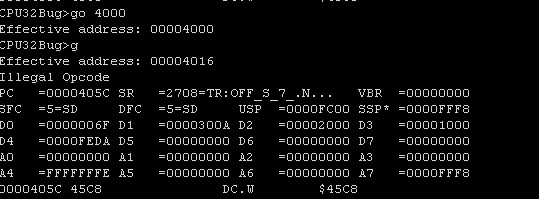 CPU32Bug>go 4000
Effective address: 00004000
CPU32Bug>g
Effective address: 00004016
Illegal Opcode
PC =0000405C SR =2708=TR:OFF_S_7_.N... VBR =00000000
SFC =5=SD DFC =5=SD USP =0000FC00 SSP* =0000FFF8
D0 =0000006F D1 =0000300A D2 =00002000 D3 =00001000
D4 =0000FEDA D5 =00000000 D6 =00000000 D7 =00000000
A0 =00000000 A1 =00000000 A2 =00000000 A3 =00000000
A4 =FFFFFFFE A5 =00000000 A6 =00000000 A7 =0000FFF8
0000405C 45C8 DC.W $45C8